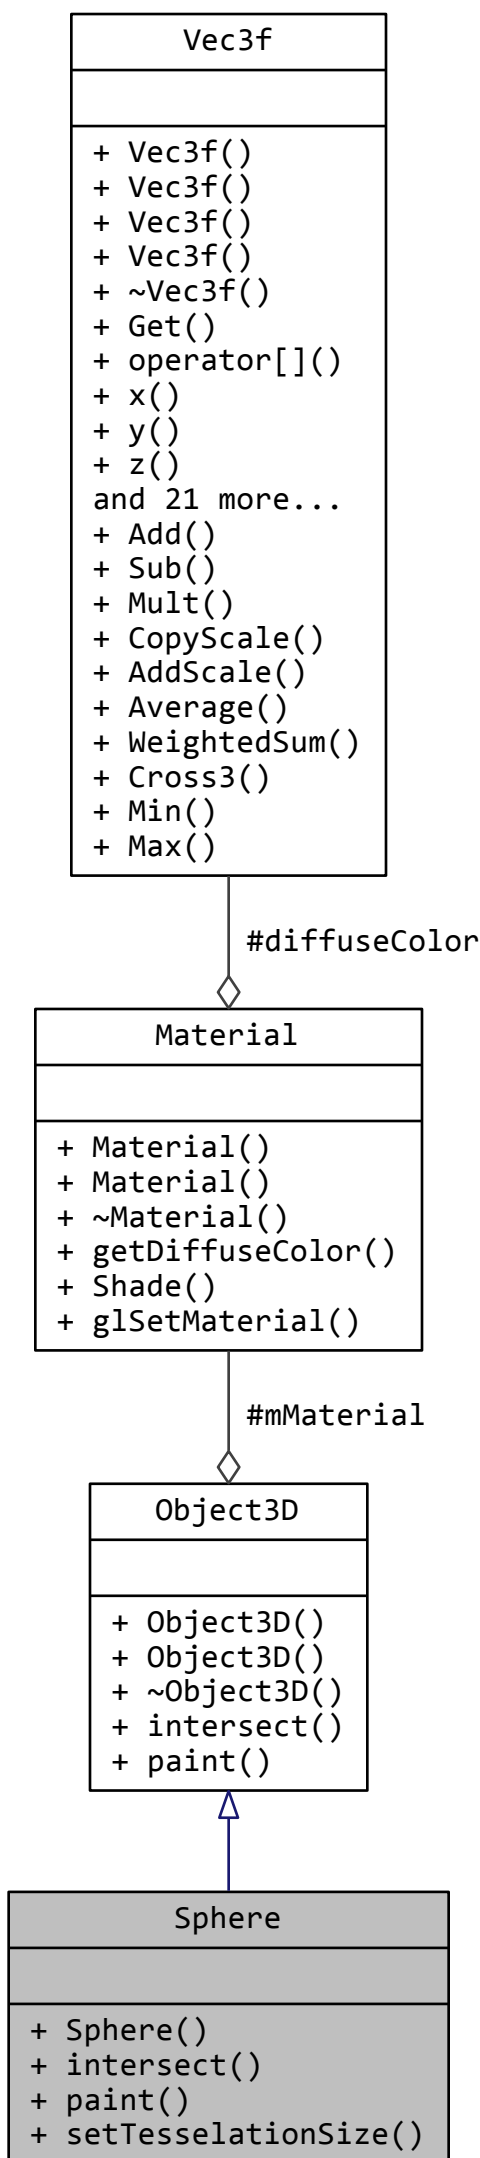 Vec3f
+ Vec3f()
+ Vec3f()
+ Vec3f()
+ Vec3f()
+ ~Vec3f()
+ Get()
+ operator[]()
+ x()
+ y()
+ z()
and 21 more...
+ Add()
+ Sub()
+ Mult()
+ CopyScale()
+ AddScale()
+ Average()
+ WeightedSum()
+ Cross3()
+ Min()
+ Max()
#diffuseColor
Material
+ Material()
+ Material()
+ ~Material()
+ getDiffuseColor()
+ Shade()
+ glSetMaterial()
#mMaterial
Object3D
+ Object3D()
+ Object3D()
+ ~Object3D()
+ intersect()
+ paint()
Sphere
+ Sphere()
+ intersect()
+ paint()
+ setTesselationSize()